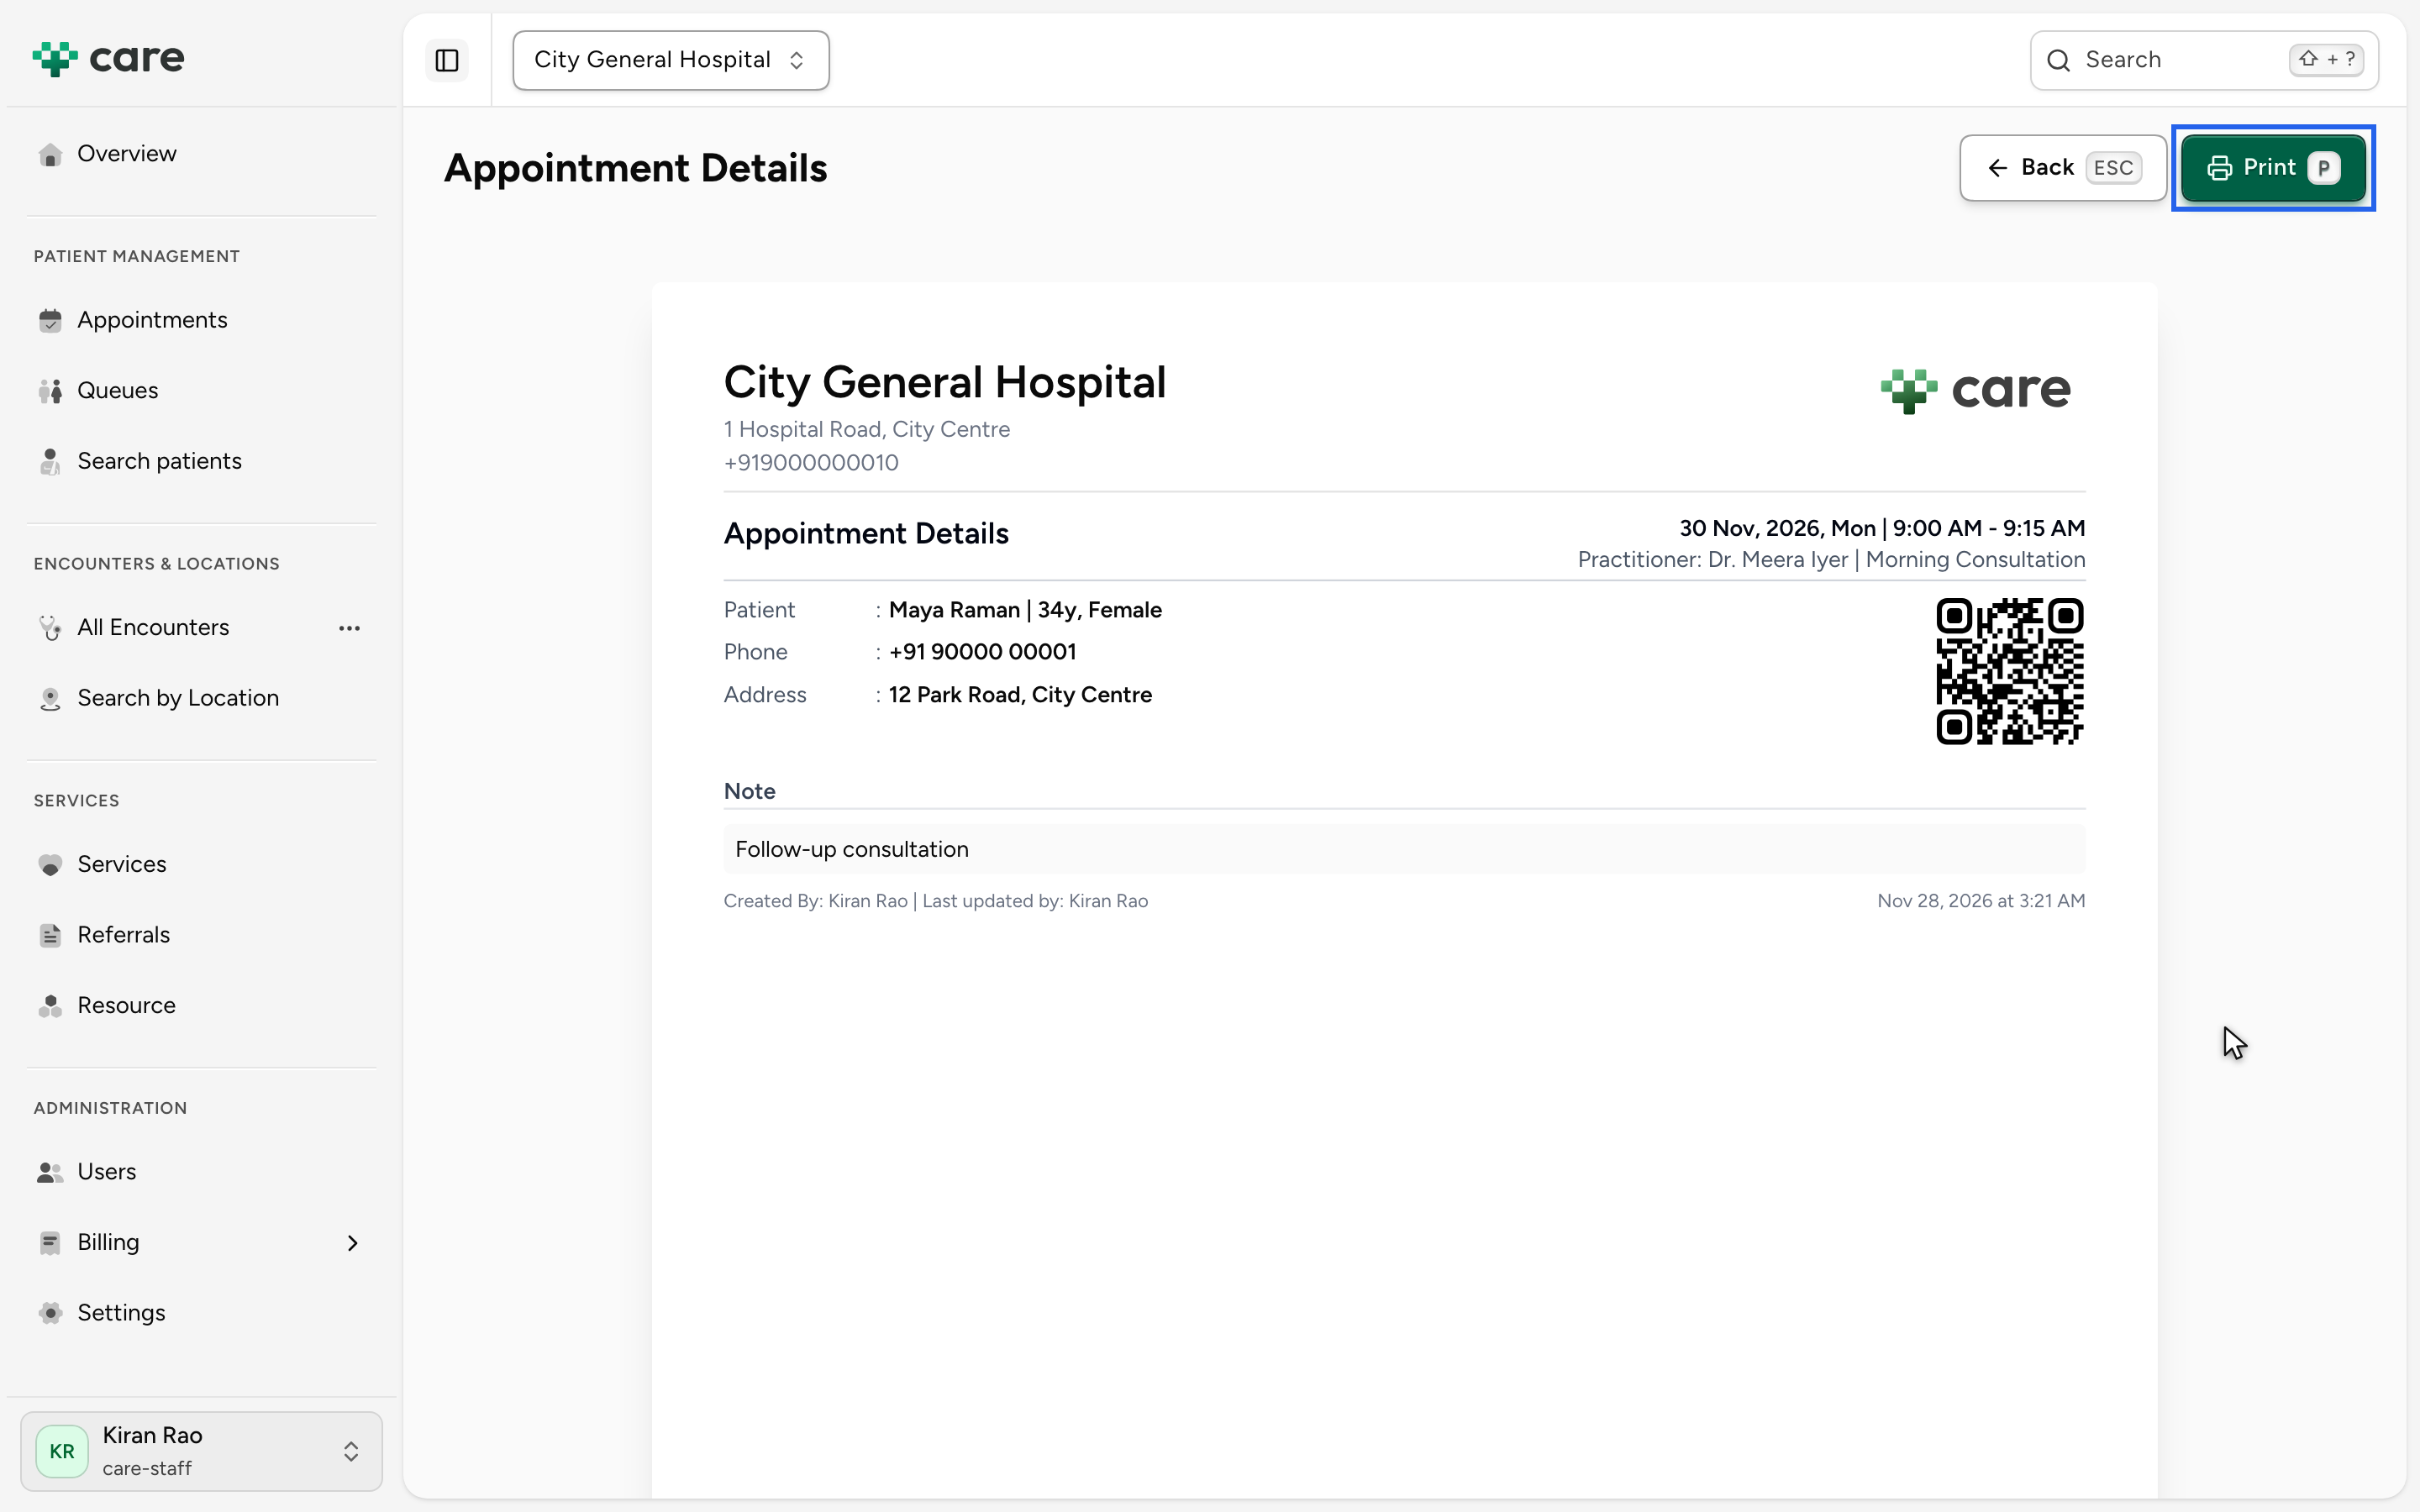 care
City General Hospital
Search
+ ?
Overview
PATIENT MANAGEMENT
Appointments
Queues
Search patients
ENCOUNTERS & LOCATIONS
All Encounters
Search by Location
SERVICES
Services
Referrals
Resource
ADMINISTRATION
Users
Billing
Settings
KR
Kiran Rao
care-staff
Appointment Details
Back ESC
Print P
City General Hospital
care
1 Hospital Road, City Centre
+919000000010
Appointment Details
30 Nov, 2026, Mon | 9:00 AM - 9:15 AM
Practitioner: Dr. Meera Iyer | Morning Consultation
Patient : Maya Raman | 34y, Female
Phone : +91 90000 00001
Address : 12 Park Road, City Centre
Note
Follow-up consultation
Created By: Kiran Rao | Last updated by: Kiran Rao
Nov 28, 2026 at 3:21 AM